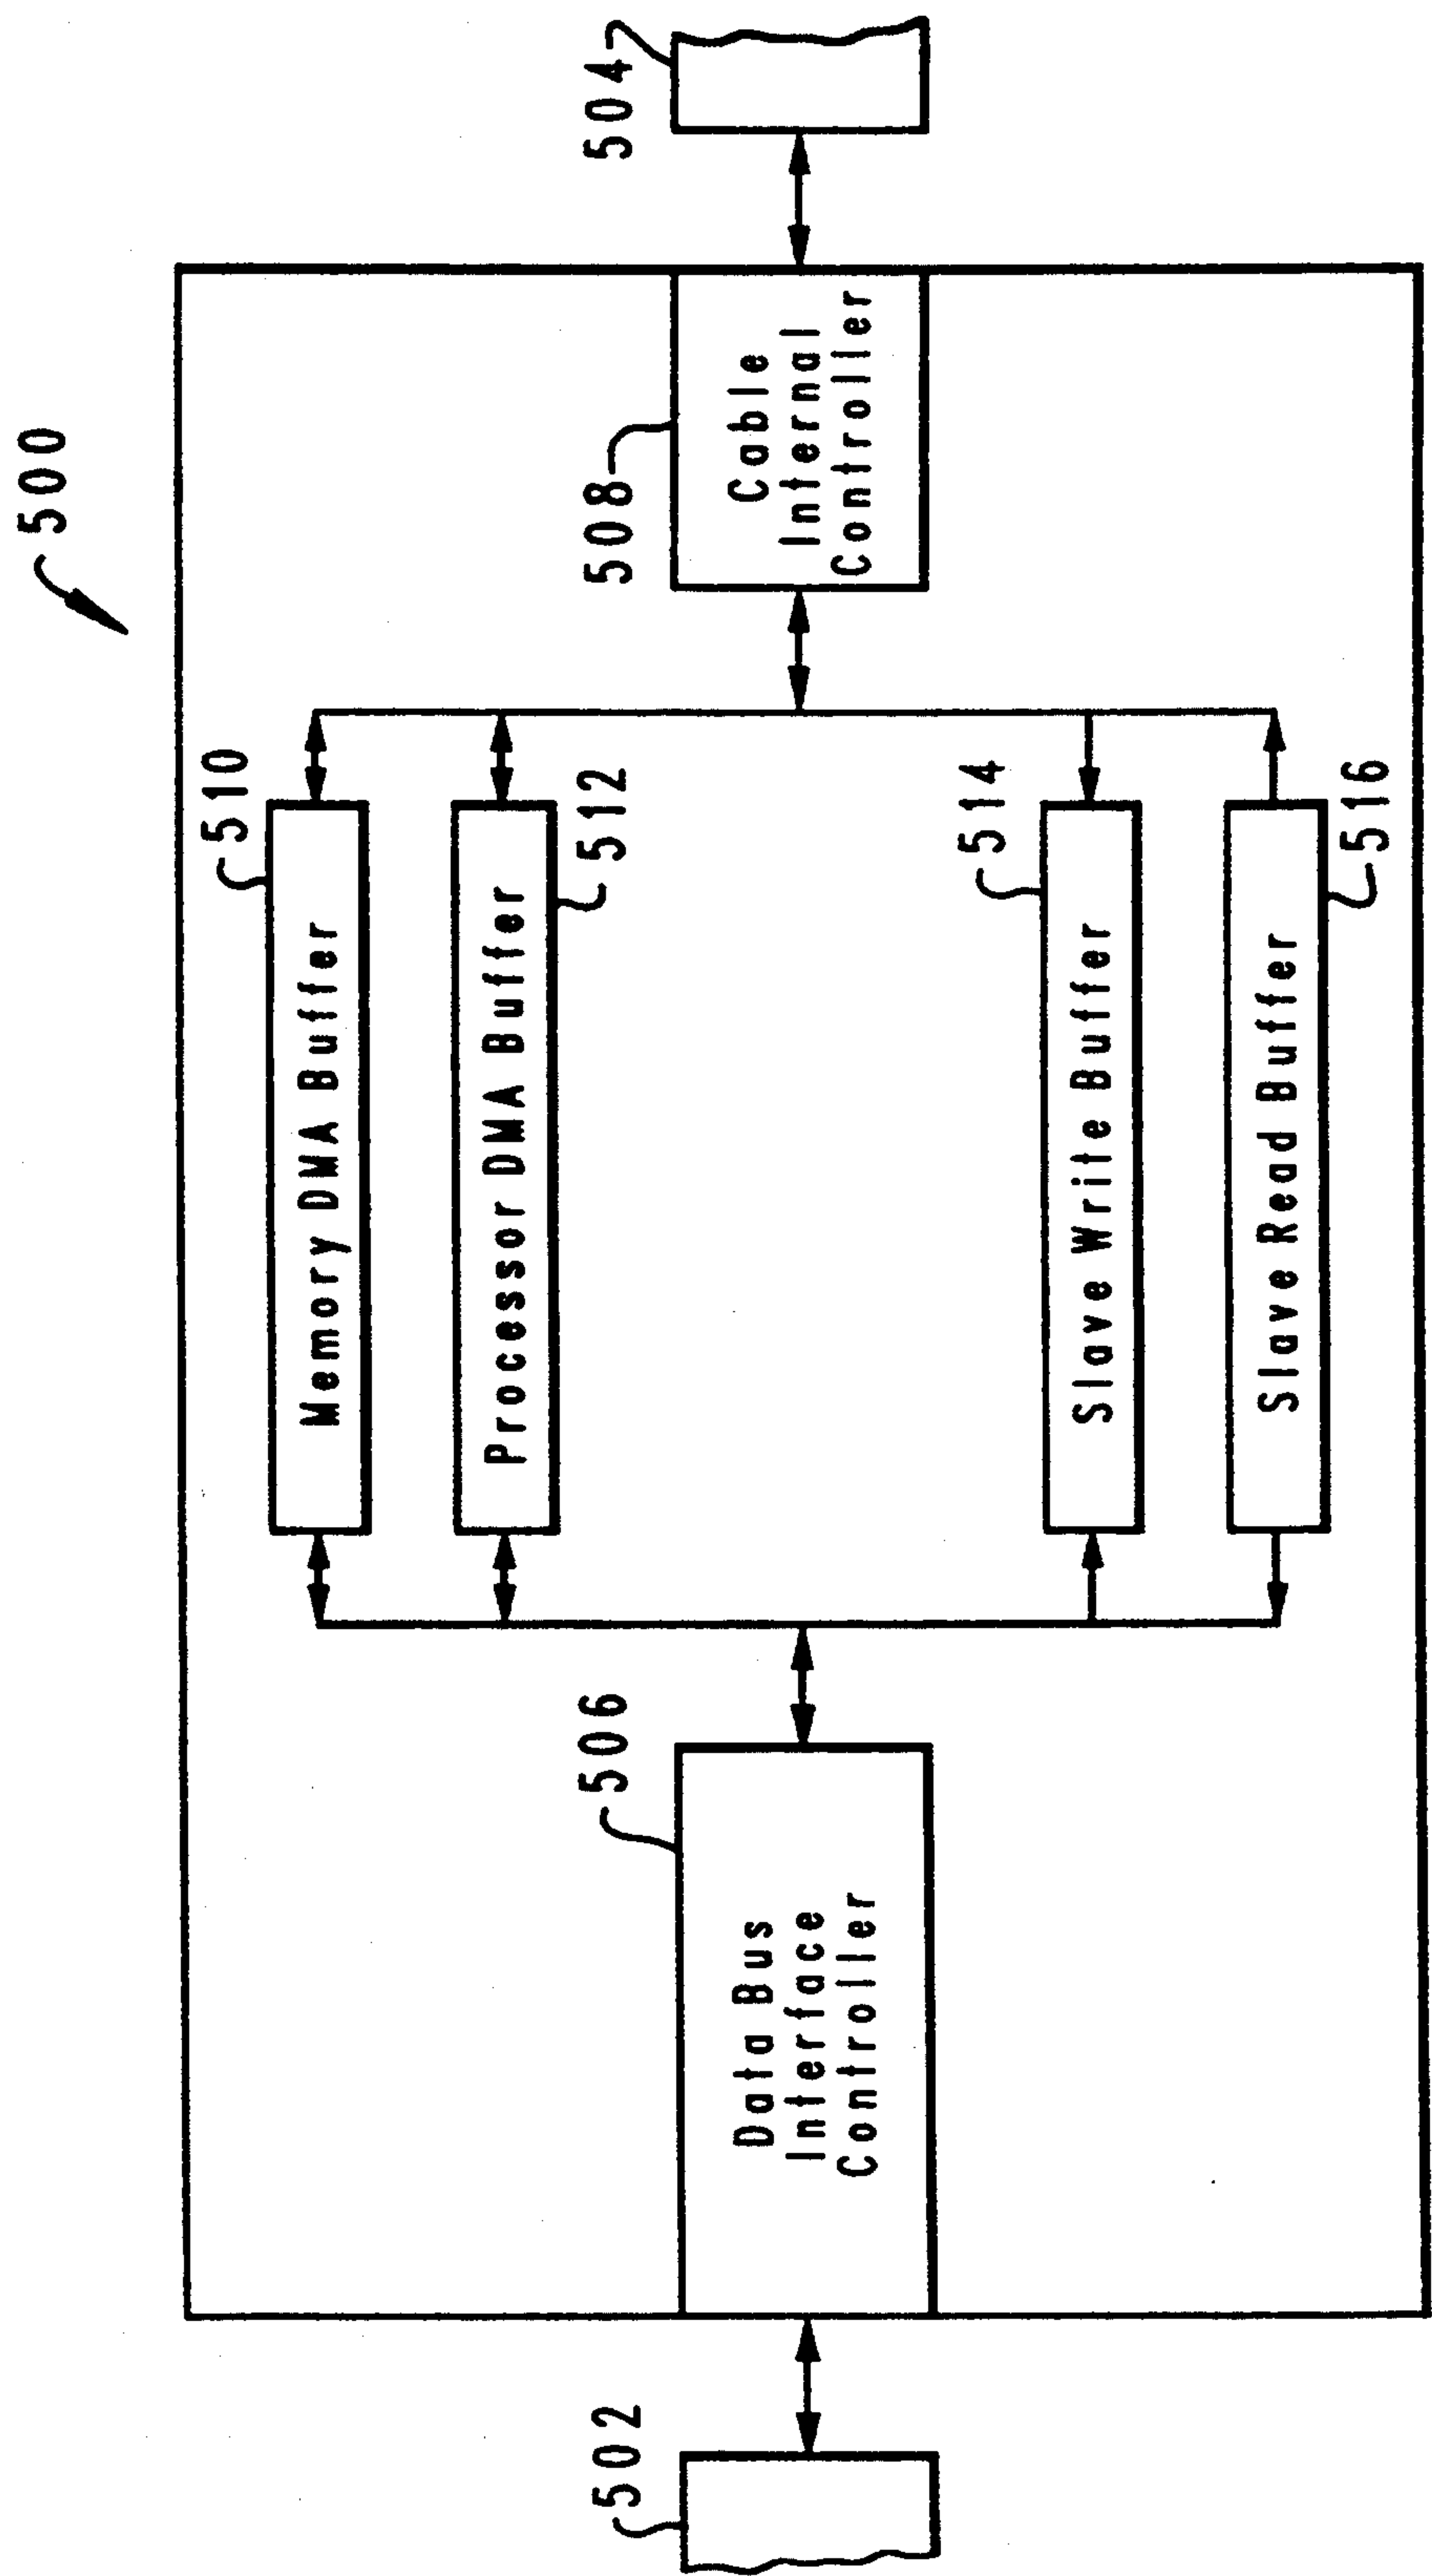 500
510
Memory DMA Buffer
Processor DMA Buffer
512
502
506
Data Bus
Interface
Controller
508
Cable
Internal
Controller
504
514
Slave Write Buffer
Slave Read Buffer
516